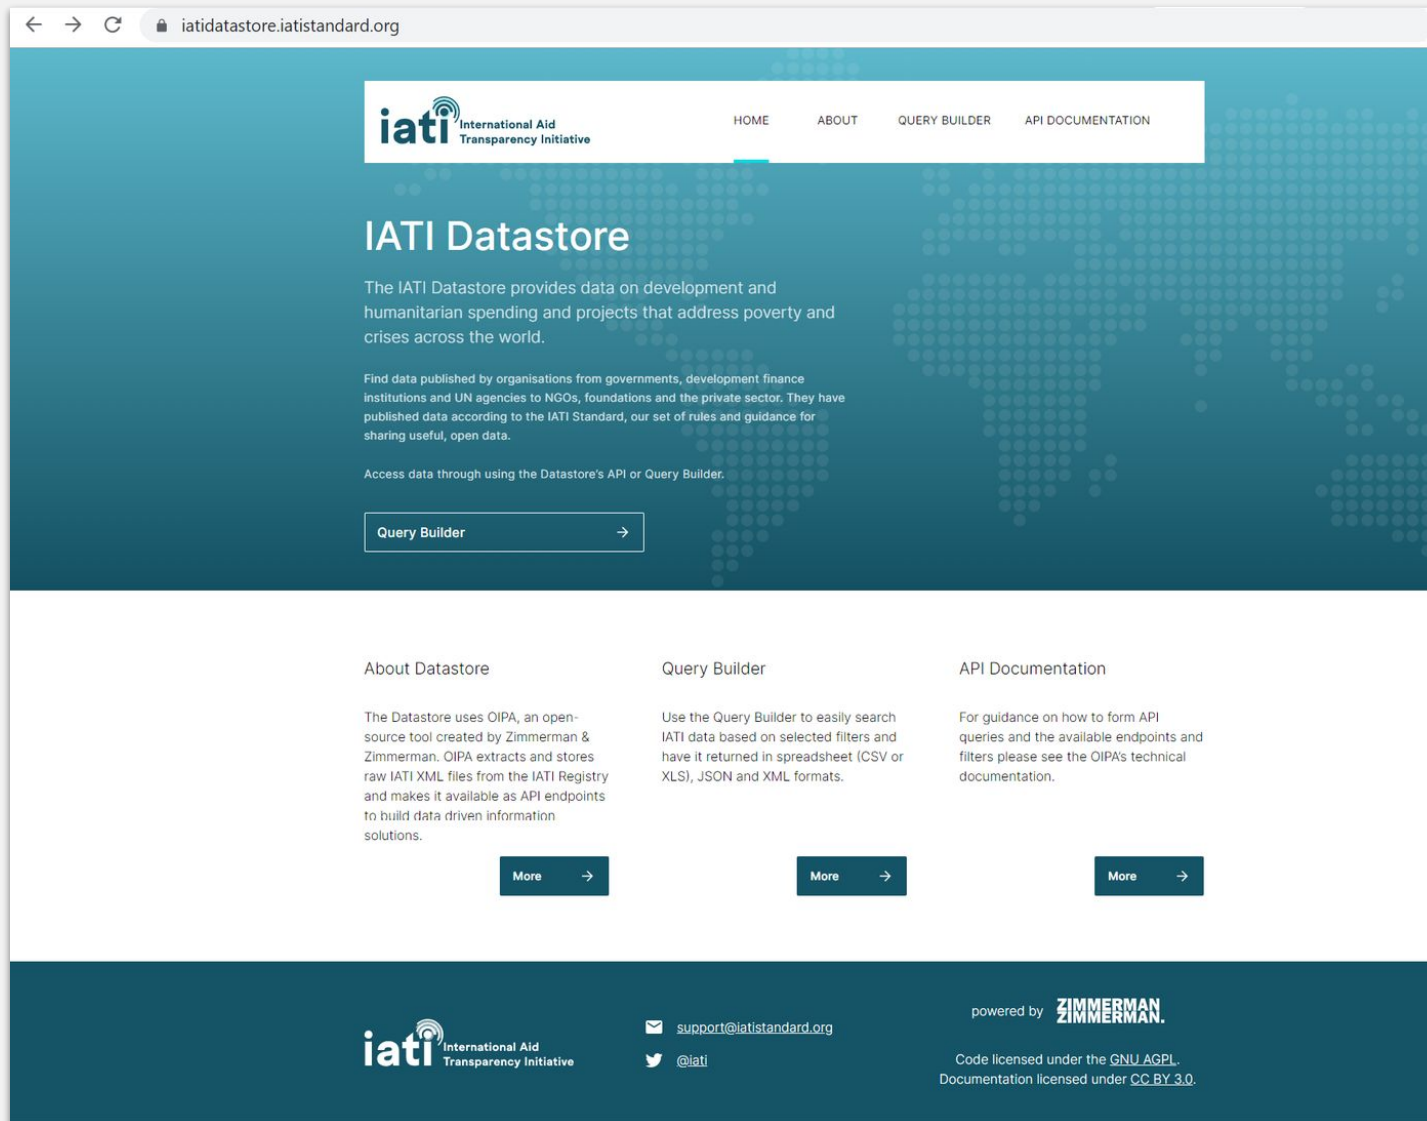 iatidatastore.iatistandard.org
iati International Aid
Transparency Initiative
HOME ABOUT QUERY BUILDER API DOCUMENTATION
IATI Datastore
The IATI Datastore provides data on development and
humanitarian spending and projects that address poverty and
crises across the world.
Find data published by organisations from governments, development finance
institutions and UN agencies to NGOs, foundations and the private sector. They have
published data according to the IATI Standard, our set of rules and guidance for
sharing useful, open data.
Access data through using the Datastore's API or Query Builder.
Query Builder
About Datastore
The Datastore uses OIPA, an open-
source tool created by Zimmerman &
Zimmerman. OIPA extracts and stores
raw IATI XML files from the IATI Registry
and makes it available as API endpoints
to build data driven information
solutions.
More
Query Builder
Use the Query Builder to easily search
IATI data based on selected filters and
have it returned in spreadsheet (CSV or
XLS), JSON and XML formats.
More
API Documentation
For guidance on how to form API
queries and the available endpoints and
filters please see the OIPA's technical
documentation.
More
iati International Aid
Transparency Initiative
support@iatistandard.org
@iati
powered by ZIMMERMAN
ZIMMERMAN.
Code licensed under the GNU AGPL.
Documentation licensed under CC BY 3.0.